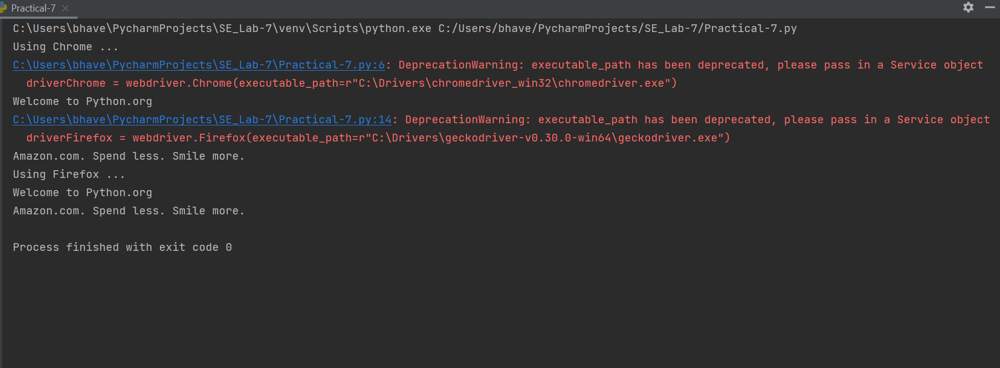 Practical-7
C:\Users\bhave\PycharmProjects\SE_Lab-7\venv\Scripts\python.exe C:/Users/bhave/PycharmProjects/SE_Lab-7/Practical-7.py
Using Chrome ...
C:\Users\bhave\PycharmProjects\SE_Lab-7\Practical-7.py:6: DeprecationWarning: executable_path has been deprecated, please pass in a Service object
  driverChrome = webdriver.Chrome(executable_path=r"C:\Drivers\chromedriver_win32\chromedriver.exe")
Welcome to Python.org
C:\Users\bhave\PycharmProjects\SE_Lab-7\Practical-7.py:14: DeprecationWarning: executable_path has been deprecated, please pass in a Service object
  driverFirefox = webdriver.Firefox(executable_path=r"C:\Drivers\geckodriver-v0.30.0-win64\geckodriver.exe")
Amazon.com. Spend less. Smile more.
Using Firefox ...
Welcome to Python.org
Amazon.com. Spend less. Smile more.
Process finished with exit code 0